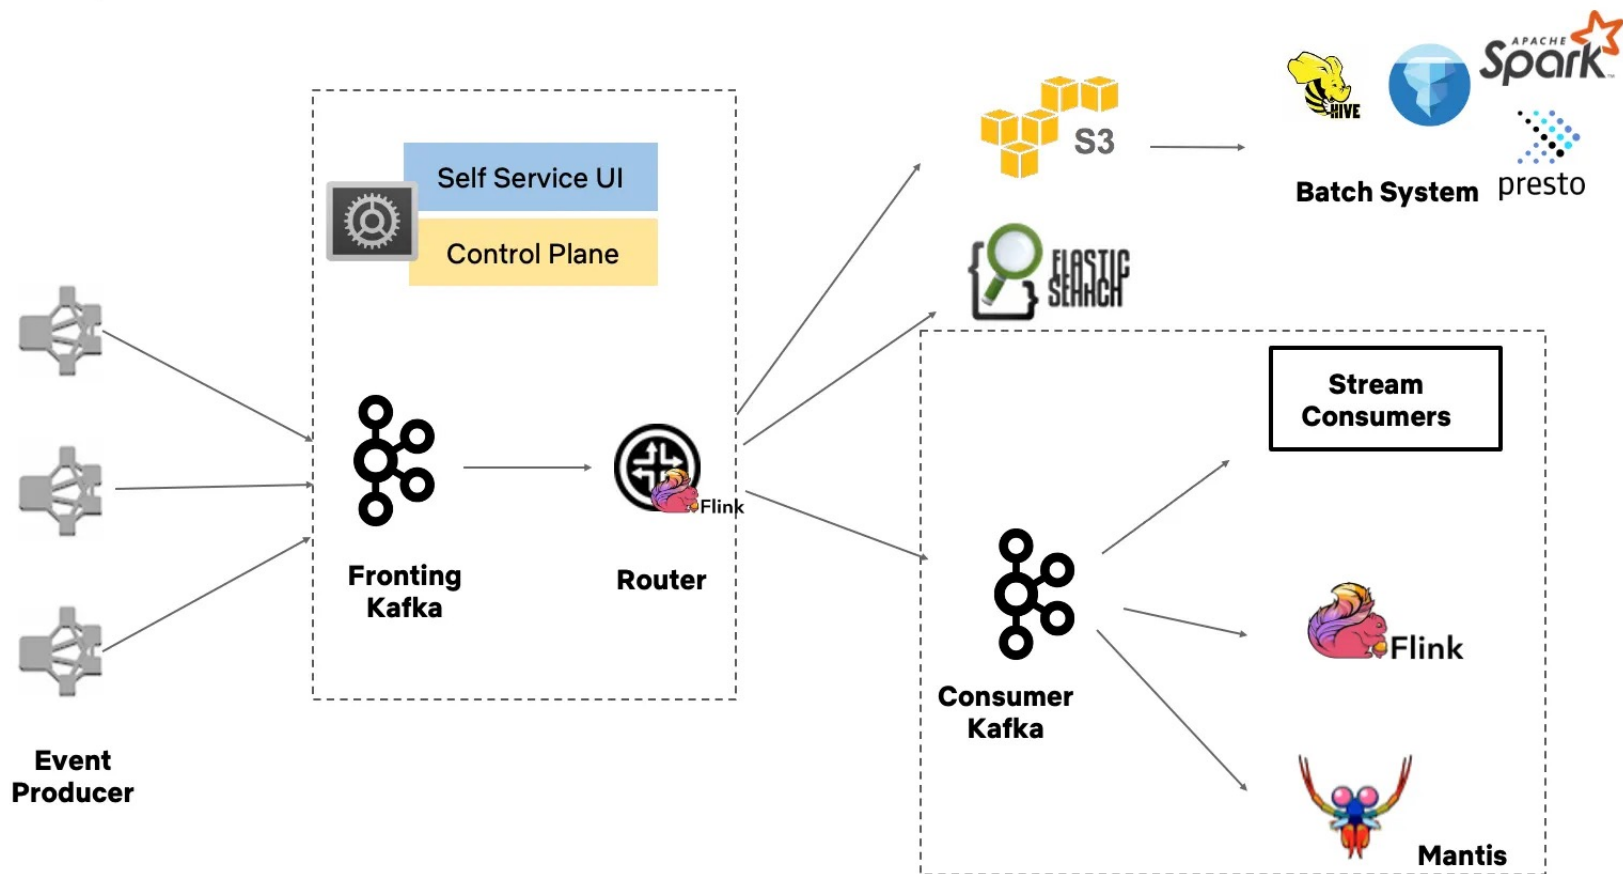 APACHE
Spark
HIVE
S3
Batch System
presto
Self Service UI
Control Plane
ELASTIC
SEARCH
Stream
Consumers
Flink
Fronting
Kafka
Router
Flink
Consumer
Kafka
Event
Producer
Mantis